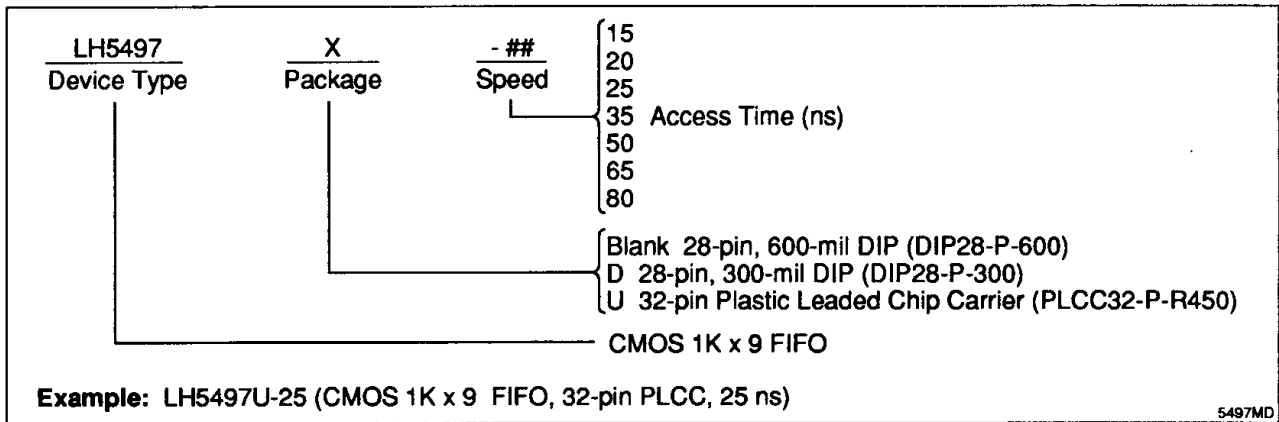 LH5497 X - ##
Device Type Package Speed
15
20
25
35 Access Time (ns)
50
65
80
Blank 28-pin, 600-mil DIP (DIP28-P-600)
D 28-pin, 300-mil DIP (DIP28-P-300)
U 32-pin Plastic Leaded Chip Carrier (PLCC32-P-R450)
CMOS 1K x 9 FIFO
Example: LH5497U-25 (CMOS 1K x 9 FIFO, 32-pin PLCC, 25 ns)
5497MD